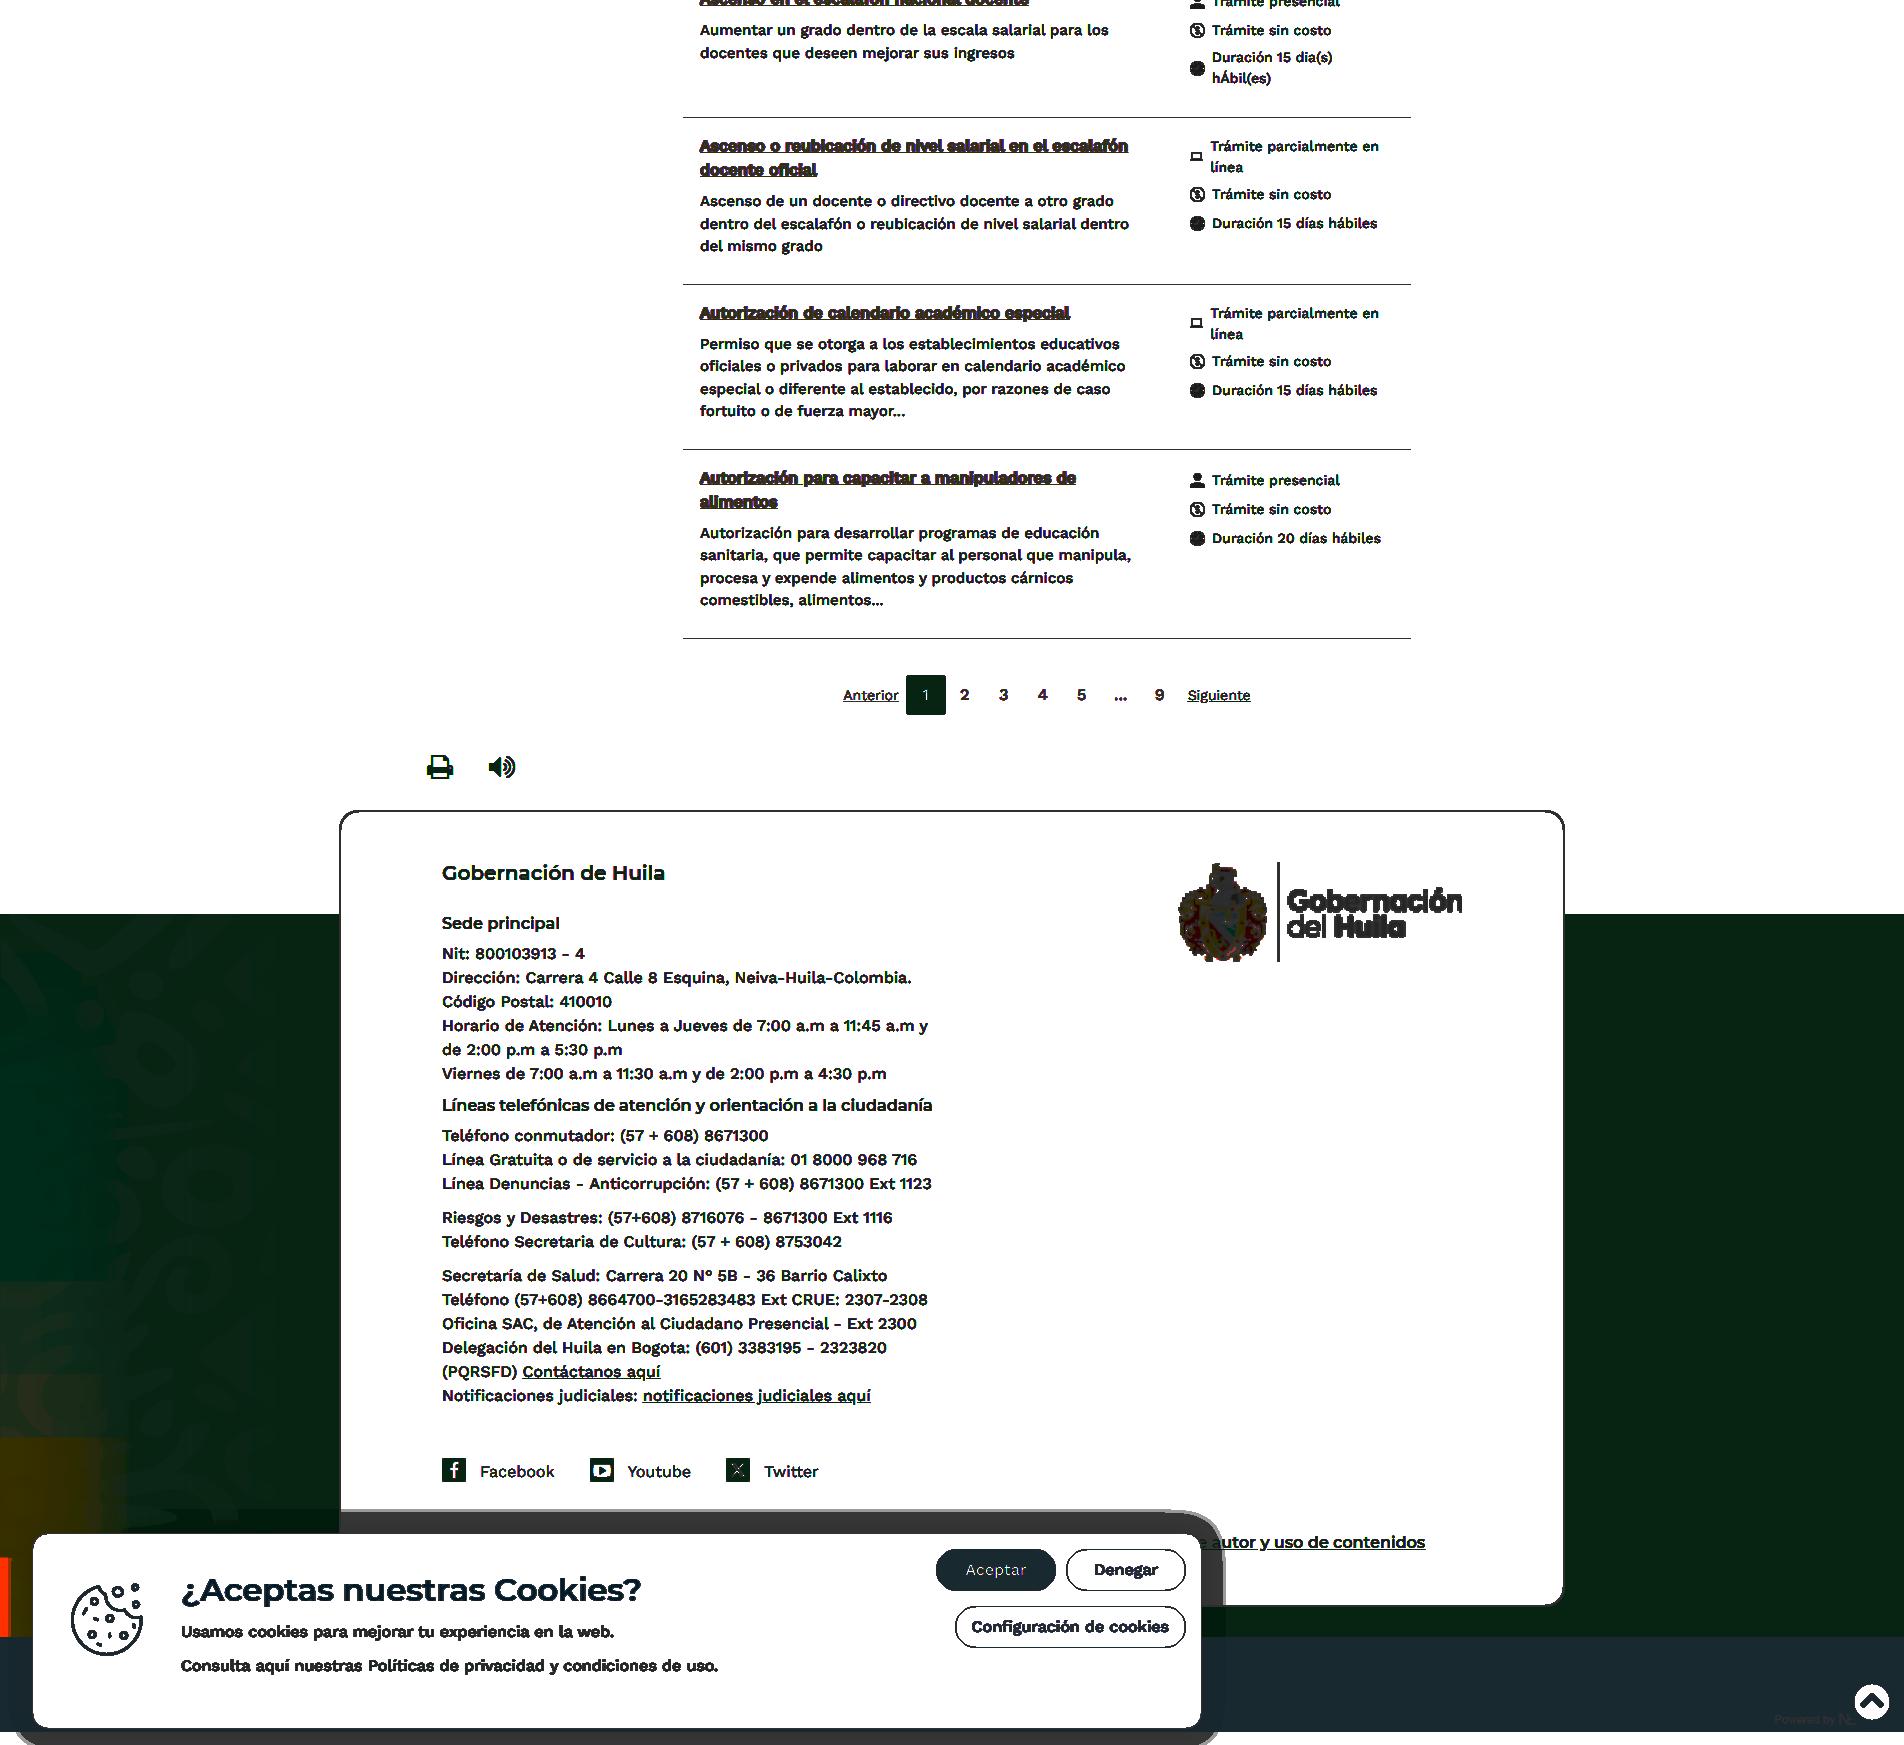 Ascenso en el escalafón nacional docente
Trámite presencial
Aumentar un grado dentro de la escala salarial para los
docentes que deseen mejorar sus ingresos
Trámite sin costo
Duración 15 dia(s)
hÁbil(es)
Ascenso o reubicación de nivel salarial en el escalafón
docente oficial
Ascenso de un docente o directivo docente a otro grado
dentro del escalafón o reubicación de nivel salarial dentro
del mismo grado
Trámite parcialmente en
línea
Trámite sin costo
Duración 15 días hábiles
Autorización de calendario académico especial
Permiso que se otorga a los establecimientos educativos
oficiales o privados para laborar en calendario académico
especial o diferente al establecido, por razones de caso
fortuito o de fuerza mayor...
Trámite parcialmente en
línea
Trámite sin costo
Duración 15 días hábiles
Autorización para capacitar a manipuladores de
alimentos
Autorización para desarrollar programas de educación
sanitaria, que permite capacitar al personal que manipula,
procesa y expende alimentos y productos cárnicos
comestibles, alimentos...
Trámite presencial
Trámite sin costo
Duración 20 días hábiles
Anterior 1 2 3 4 5 ... 9 Siguiente
Gobernación de Huila
Gobernación
del Huila
Sede principal
Nit: 800103913 - 4
Dirección: Carrera 4 Calle 8 Esquina, Neiva-Huila-Colombia.
Código Postal: 410010
Horario de Atención: Lunes a Jueves de 7:00 a.m a 11:45 a.m y
de 2:00 p.m a 5:30 p.m
Viernes de 7:00 a.m a 11:30 a.m y de 2:00 p.m a 4:30 p.m
Líneas telefónicas de atención y orientación a la ciudadanía
Teléfono conmutador: (57 + 608) 8671300
Línea Gratuita o de servicio a la ciudadanía: 01 8000 968 716
Línea Denuncias - Anticorrupción: (57 + 608) 8671300 Ext 1123
Riesgos y Desastres: (57+608) 8716076 - 8671300 Ext 1116
Teléfono Secretaria de Cultura: (57 + 608) 8753042
Secretaría de Salud: Carrera 20 N° 5B - 36 Barrio Calixto
Teléfono (57+608) 8664700-3165283483 Ext CRUE: 2307-2308
Oficina SAC, de Atención al Ciudadano Presencial - Ext 2300
Delegación del Huila en Bogota: (601) 3383195 - 2323820
(PQRSFD) Contáctanos aquí
Notificaciones judiciales: notificaciones judiciales aquí
Facebook Youtube Twitter
autor y uso de contenidos
¿Aceptas nuestras Cookies?
Usamos cookies para mejorar tu experiencia en la web.
Consulta aquí nuestras Políticas de privacidad y condiciones de uso.
Aceptar
Denegar
Configuración de cookies
Powered by